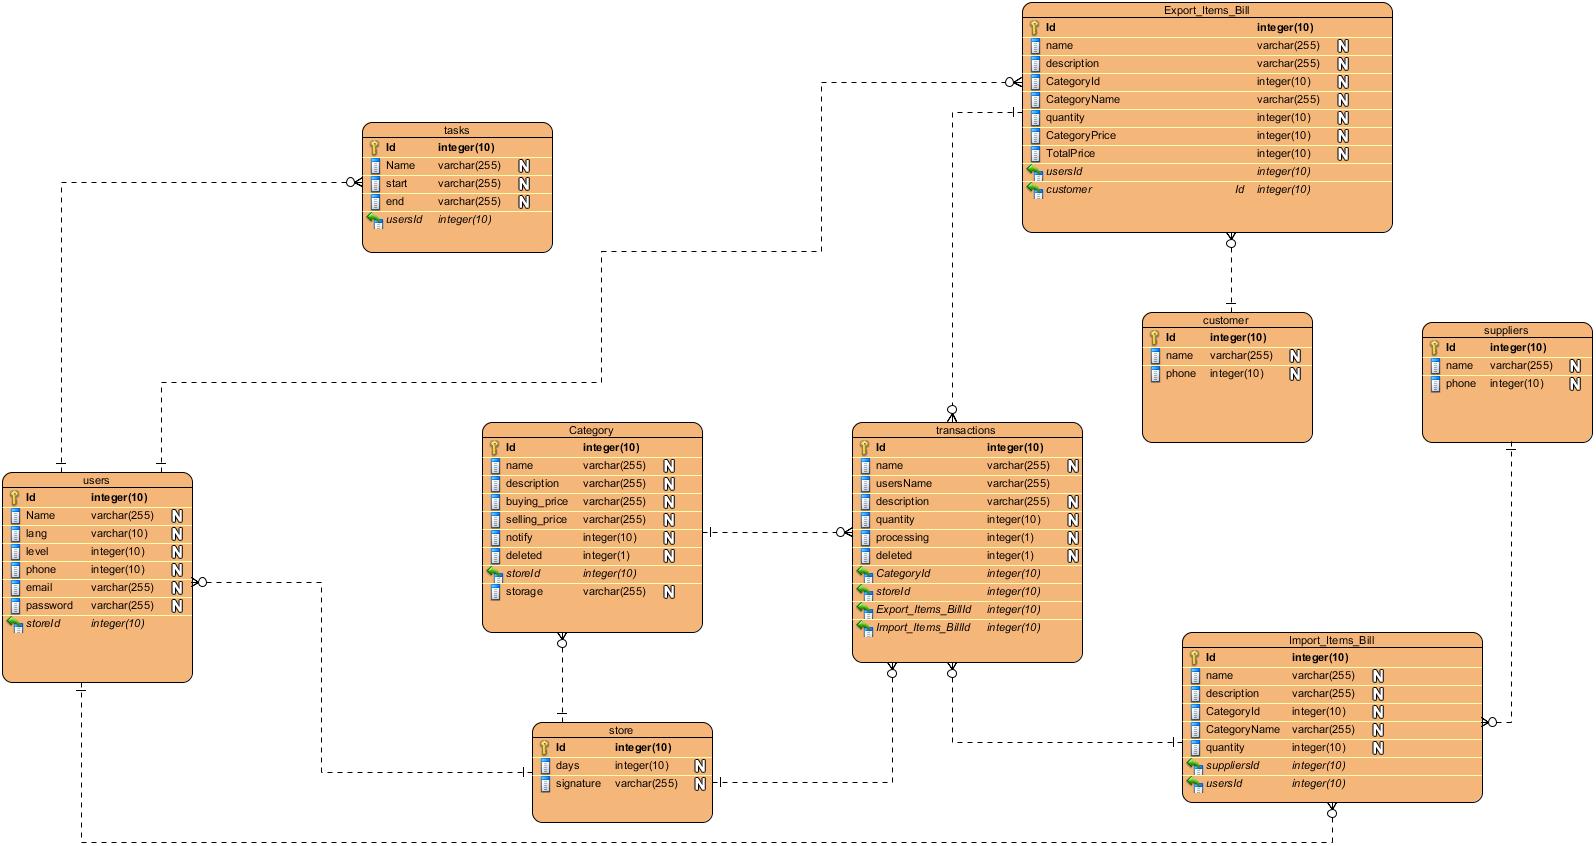 Export_Items_Bill
Id integer(10)
name varchar(255) N
description varchar(255) N
CategoryId integer(10) N
CategoryName varchar(255) N
quantity integer(10) N
CategoryPrice integer(10) N
TotalPrice integer(10) N
usersId integer(10)
customer Id integer(10)
tasks
Id integer(10)
Name varchar(255) N
start varchar(255) N
end varchar(255) N
usersId integer(10)
customer
Id integer(10)
name varchar(255) N
phone integer(10) N
suppliers
Id integer(10)
name varchar(255) N
phone integer(10) N
users
Id integer(10)
Name varchar(255) N
lang varchar(10) N
level integer(10) N
phone integer(10) N
email varchar(255) N
password varchar(255) N
storeId integer(10)
Category
Id integer(10)
name varchar(255) N
description varchar(255) N
buying_price varchar(255) N
selling_price varchar(255) N
notify integer(10) N
deleted integer(1) N
storeId integer(10)
storage varchar(255) N
transactions
Id integer(10)
name varchar(255) N
usersName varchar(255)
description varchar(255) N
quantity integer(10) N
processing integer(1) N
deleted integer(1) N
CategoryId integer(10)
storeId integer(10)
Export_Items_BillId integer(10)
Import_Items_BillId integer(10)
store
Id integer(10)
days integer(10) N
signature varchar(255) N
Import_Items_Bill
Id integer(10)
name varchar(255) N
description varchar(255) N
CategoryId integer(10) N
CategoryName varchar(255) N
quantity integer(10) N
suppliersId integer(10)
usersId integer(10)